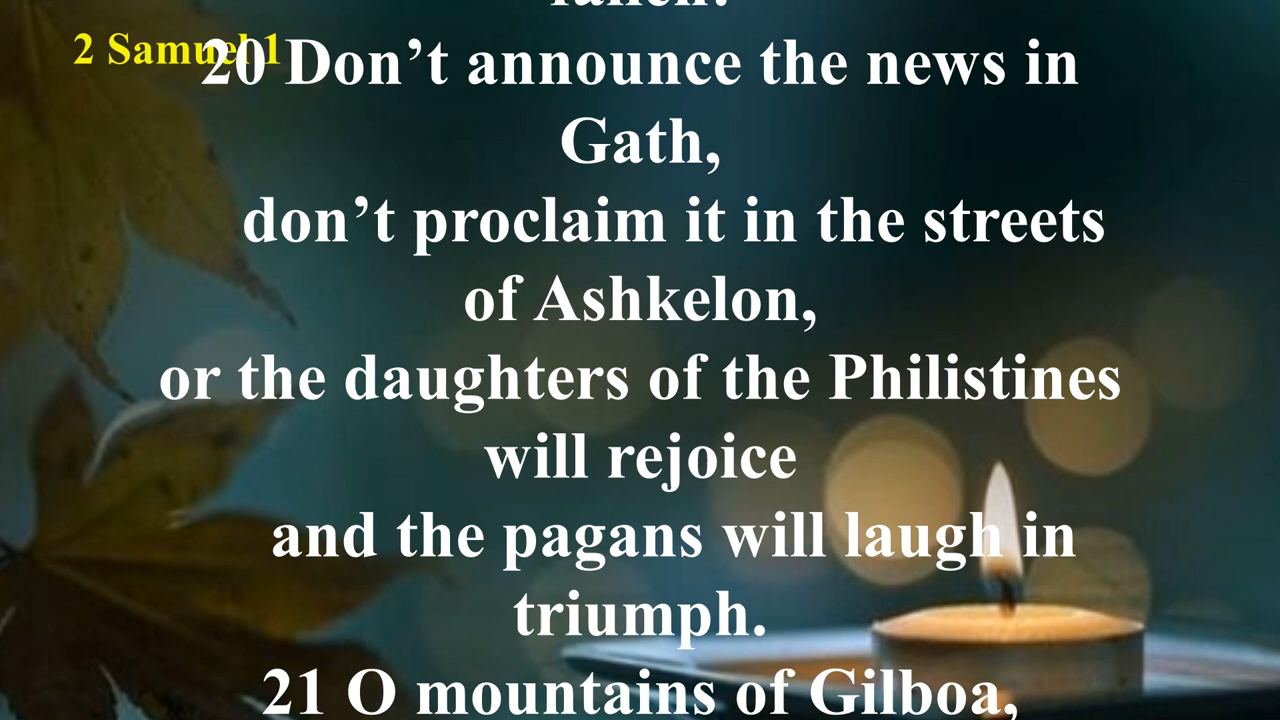 fallen!
2 Samuel 1
20 Don’t announce the news in
Gath,
don’t proclaim it in the streets
of Ashkelon,
or the daughters of the Philistines
will rejoice
and the pagans will laugh in
triumph.
21 O mountains of Gilboa,